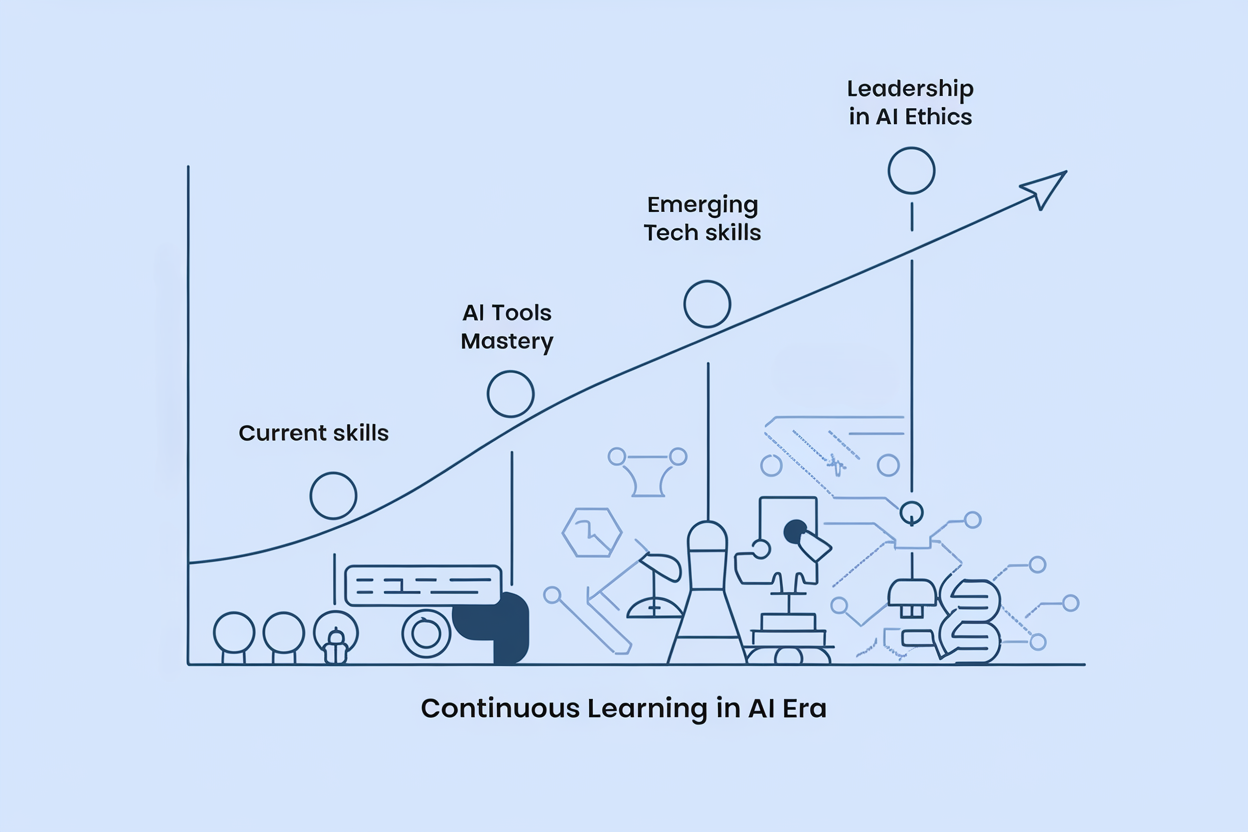 Leadership
in AI Ethics
Emerging
Tech skills
AI Tools
Mastery
Current skills
Continuous Learning in AI Era